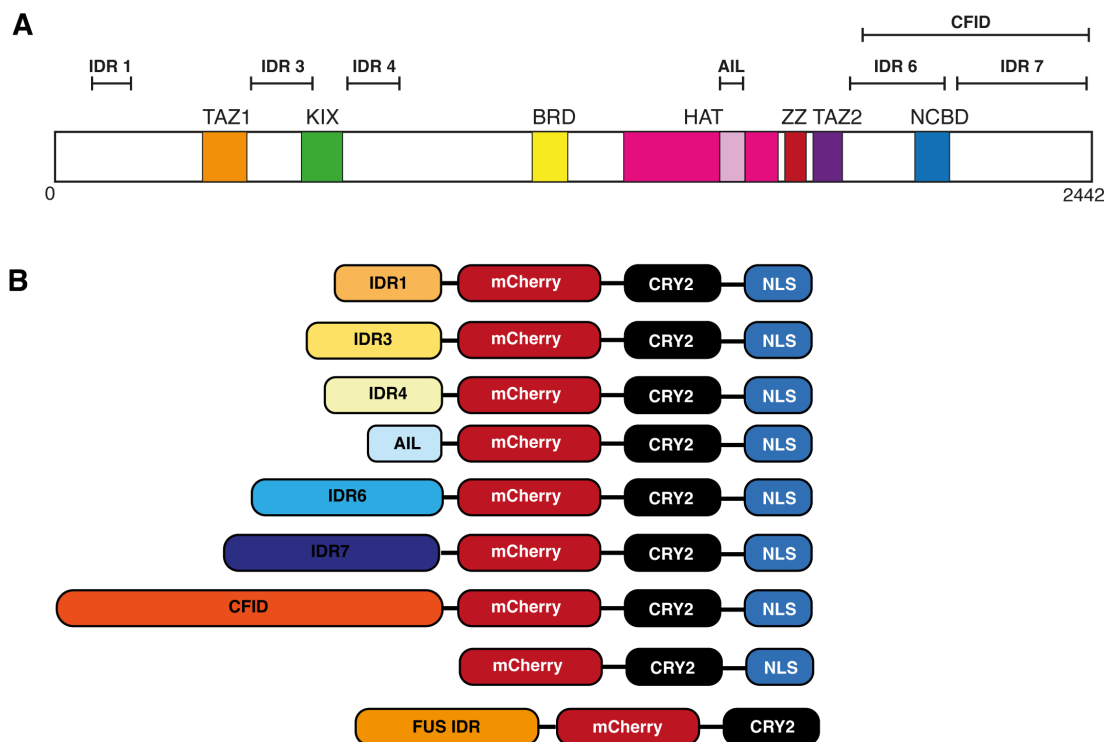 A
CFID
IDR 1 IDR 3 IDR 4 AIL IDR 6 IDR 7
TAZ1 KIX BRD HAT ZZ TAZ2 NCBD
0 2442
B
IDR1 mCherry CRY2 NLS
IDR3 mCherry CRY2 NLS
IDR4 mCherry CRY2 NLS
AIL mCherry CRY2 NLS
IDR6 mCherry CRY2 NLS
IDR7 mCherry CRY2 NLS
CFID mCherry CRY2 NLS
mCherry CRY2 NLS
FUS IDR mCherry CRY2